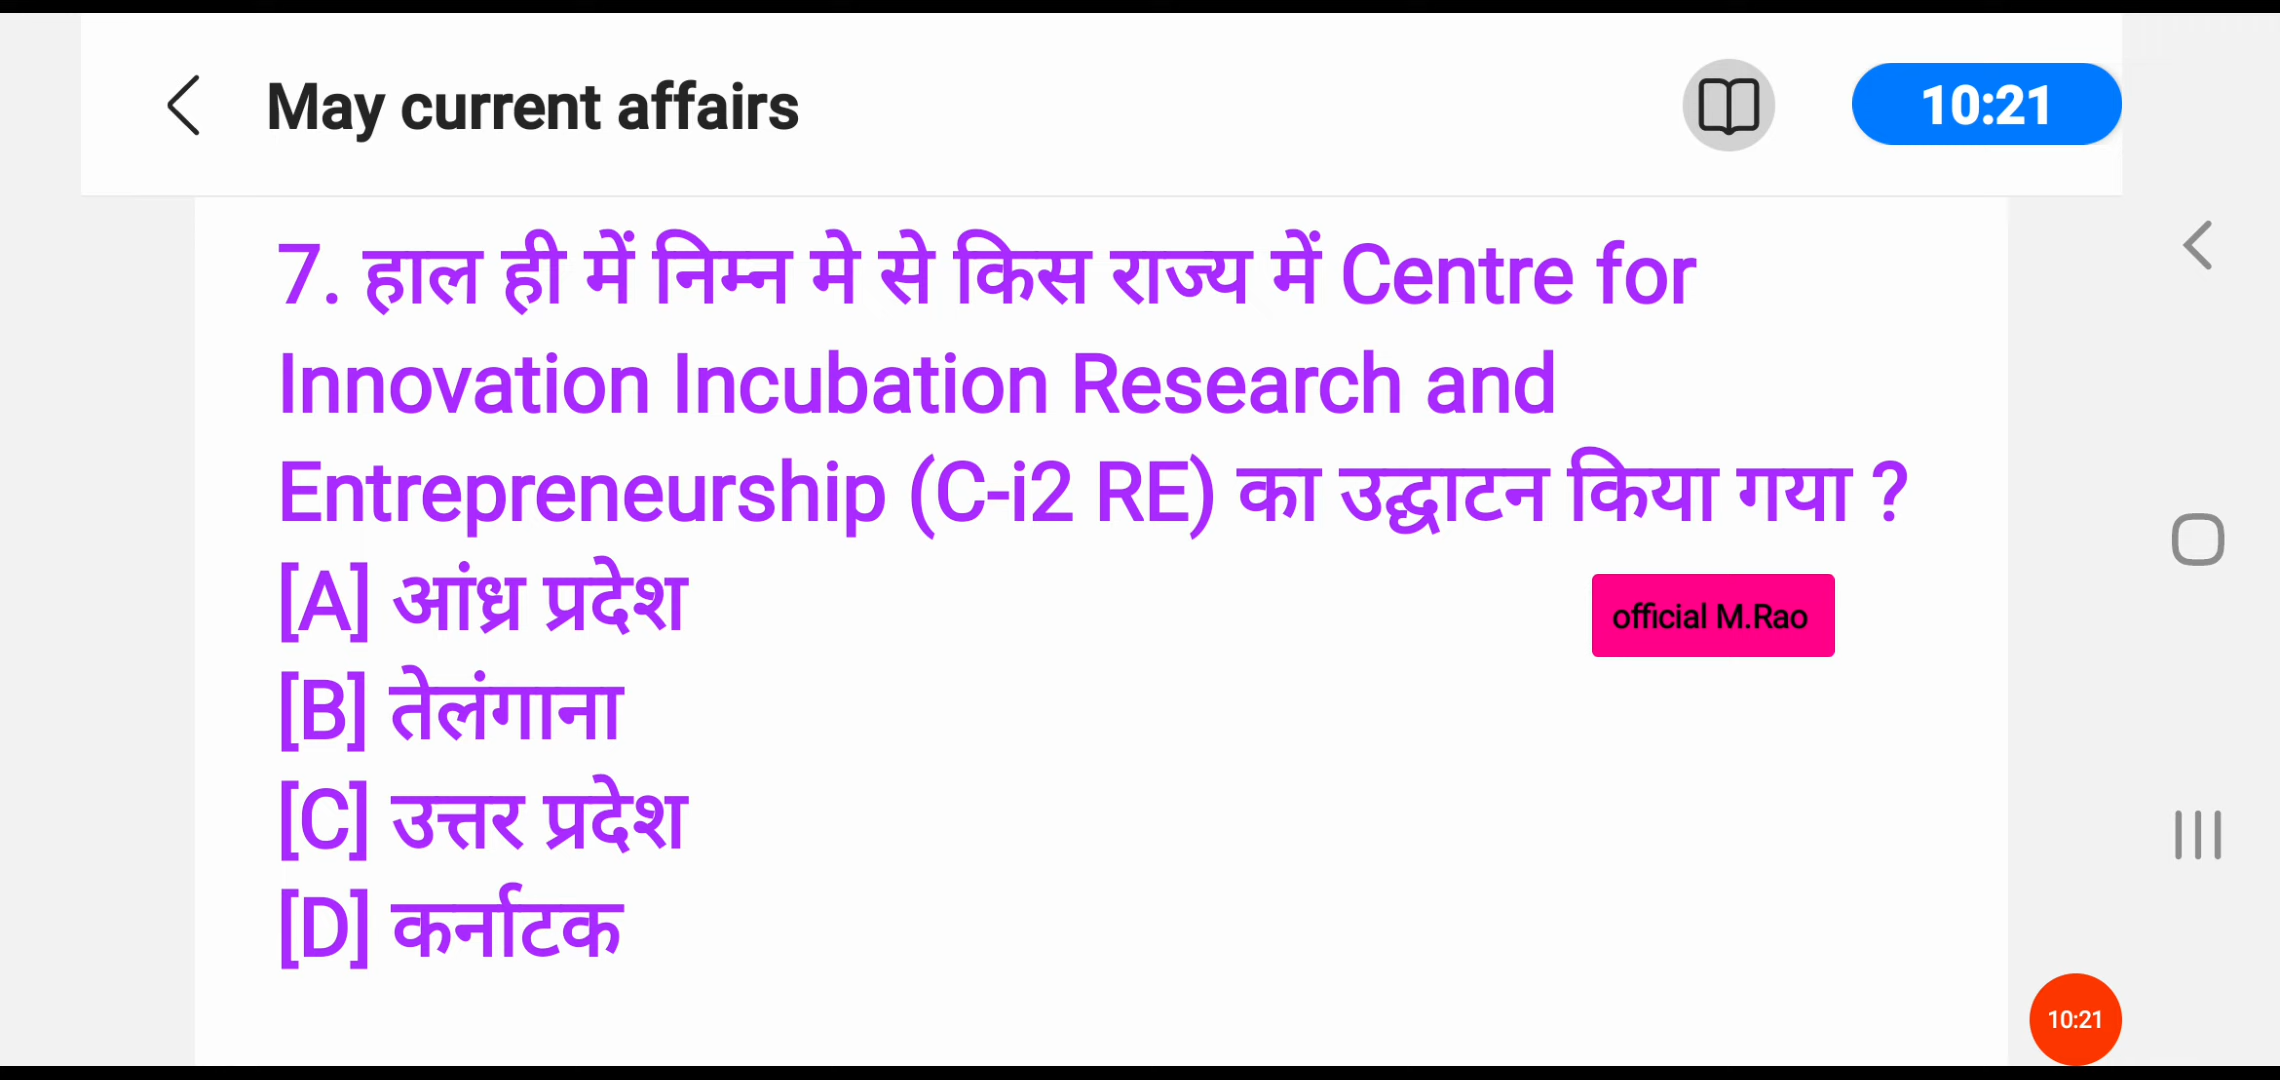 May current affairs
10:21
7. हाल ही में निम्न मे से किस राज्य में Centre for
Innovation Incubation Research and
Entrepreneurship (C-i2 RE) का उद्घाटन किया गया ?
[A] आंध्र प्रदेश
official M.Rao
[B] तेलंगाना
[C] उत्तर प्रदेश
[D] कर्नाटक
10:21